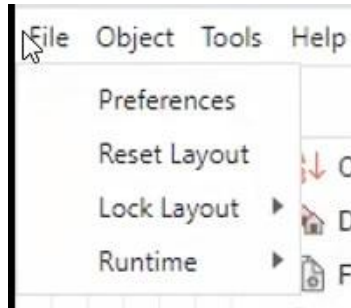 File Object Tools Help
Preferences
Reset Layout
Lock Layout
Runtime